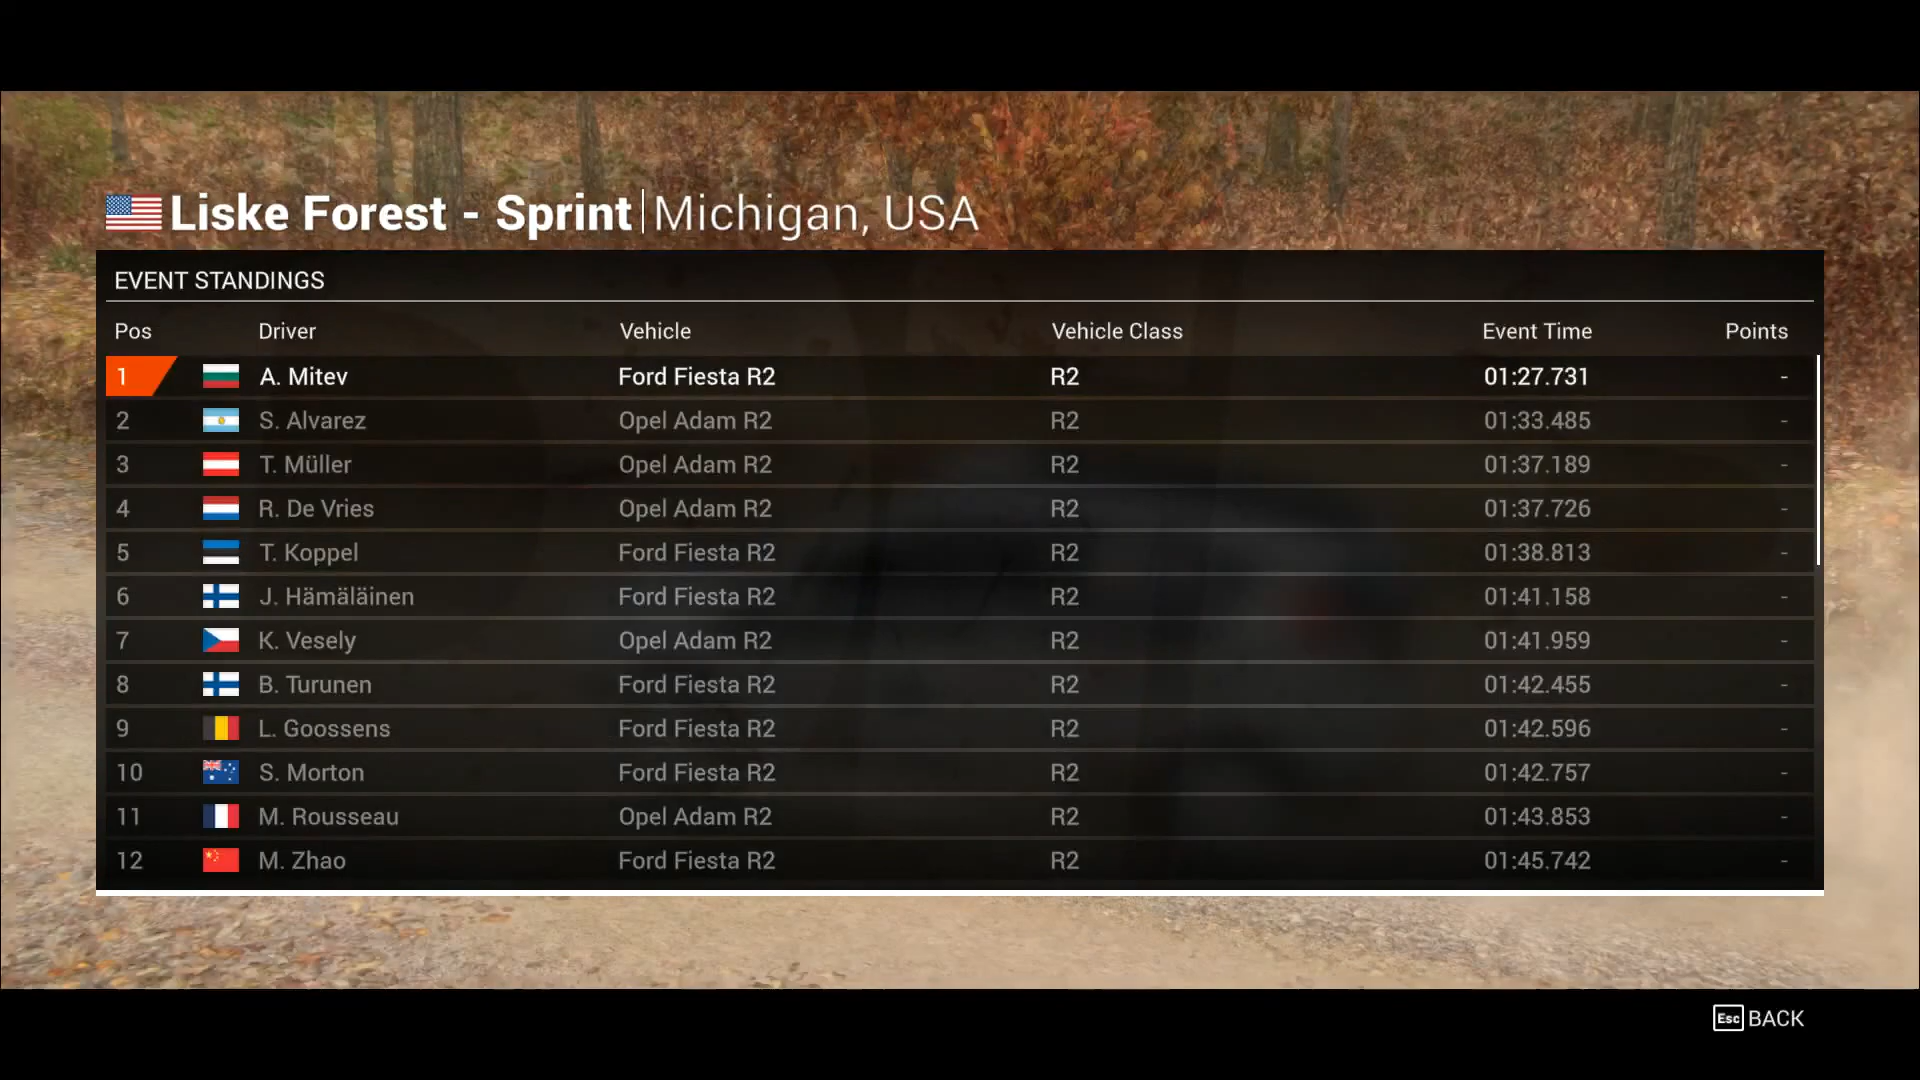 Liske Forest - Sprint | Michigan, USA
EVENT STANDINGS
Pos Driver Vehicle Vehicle Class Event Time Points
1 A. Mitev Ford Fiesta R2 R2 01:27.731 -
2 S. Alvarez Opel Adam R2 R2 01:33.485 -
3 T. Müller Opel Adam R2 R2 01:37.189 -
4 R. De Vries Opel Adam R2 R2 01:37.726 -
5 T. Koppel Ford Fiesta R2 R2 01:38.813 -
6 J. Hämäläinen Ford Fiesta R2 R2 01:41.158 -
7 K. Vesely Opel Adam R2 R2 01:41.959 -
8 B. Turunen Ford Fiesta R2 R2 01:42.455 -
9 L. Goossens Ford Fiesta R2 R2 01:42.596 -
10 S. Morton Ford Fiesta R2 R2 01:42.757 -
11 M. Rousseau Opel Adam R2 R2 01:43.853 -
12 M. Zhao Ford Fiesta R2 R2 01:45.742 -
Esc BACK